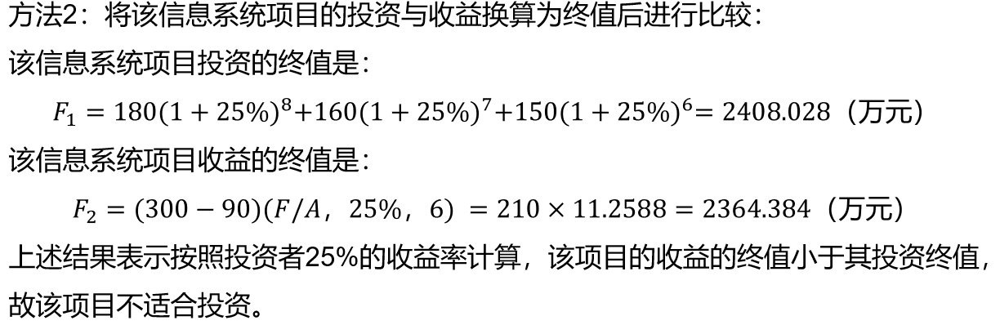 方法2：将该信息系统项目的投资与收益换算为终值后进行比较：
该信息系统项目投资的终值是：
F₁ = 180(1 + 25%)⁸+160(1 + 25%)⁷+150(1 + 25%)⁶= 2408.028（万元）
该信息系统项目收益的终值是：
F₂ = (300 − 90)(F/A，25%，6) = 210 × 11.2588 = 2364.384（万元）
上述结果表示按照投资者25%的收益率计算，该项目的收益的终值小于其投资终值，
故该项目不适合投资。